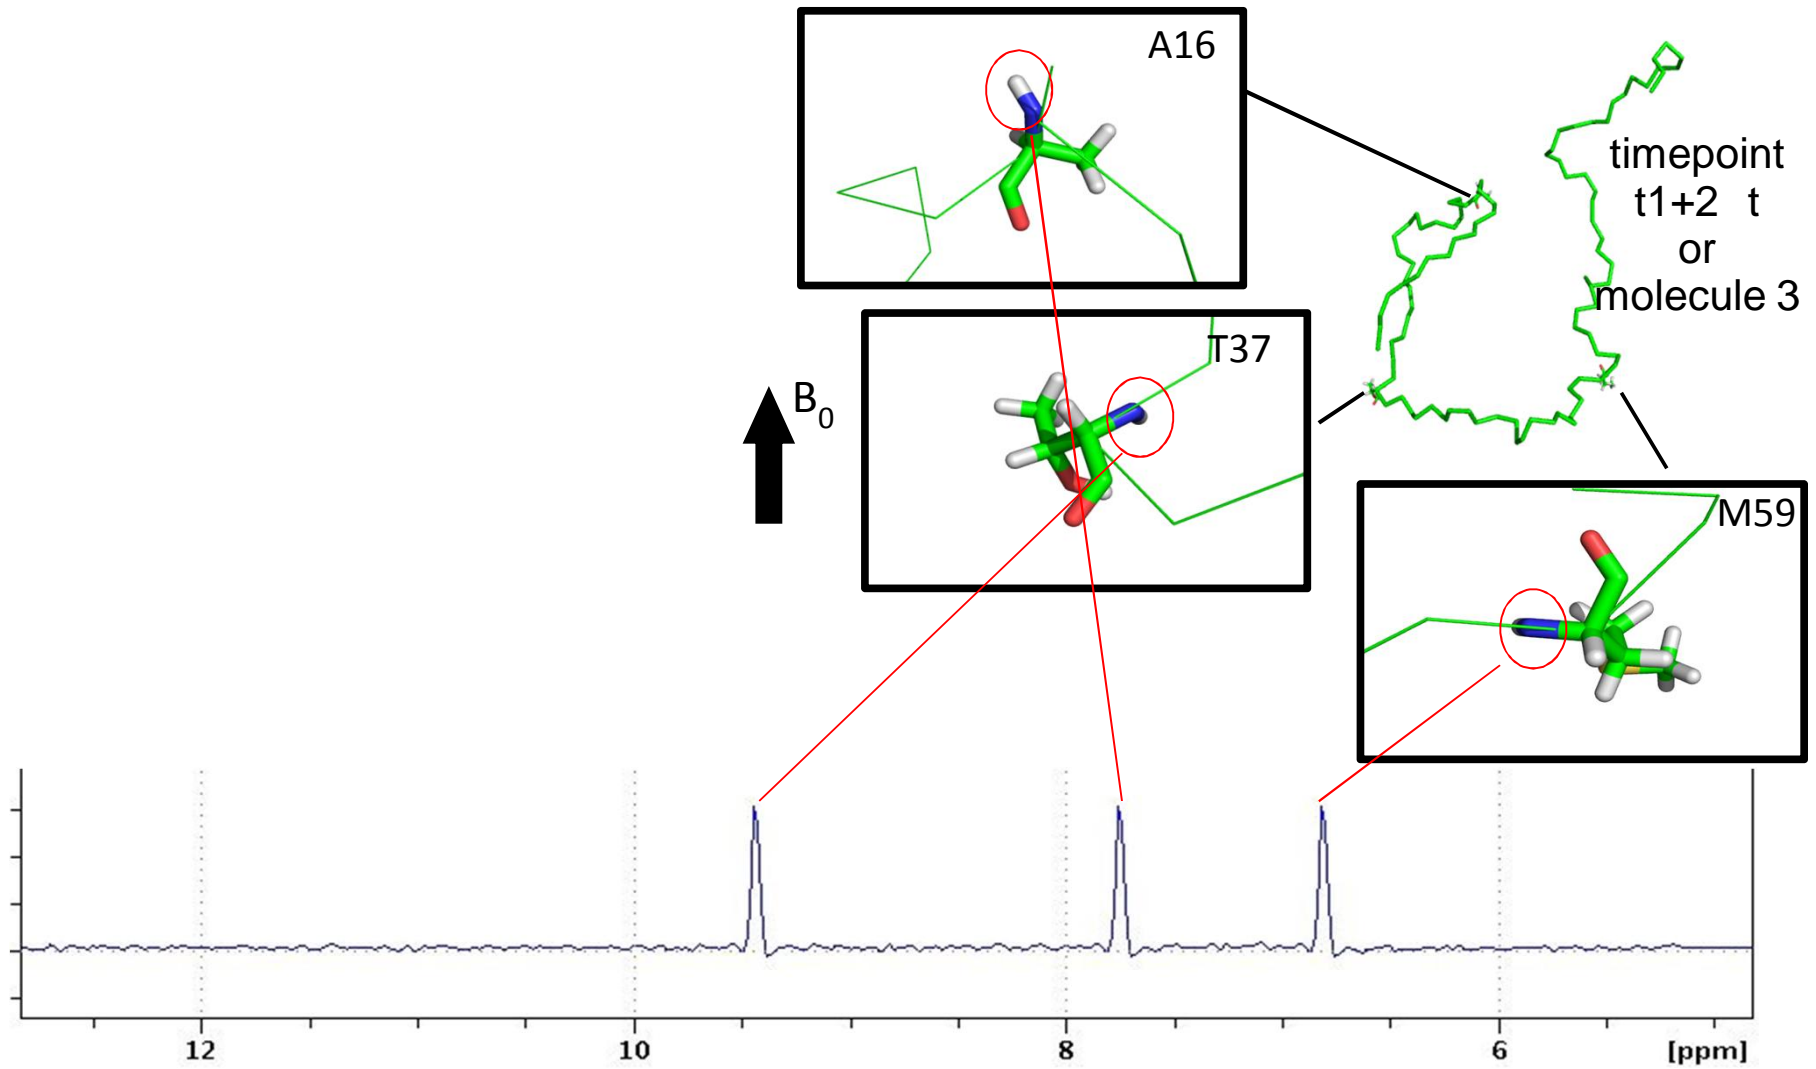 A16
timepoint
t1+2 t
or
molecule 3
T37
B0
M59
12 10 8 6 [ppm]